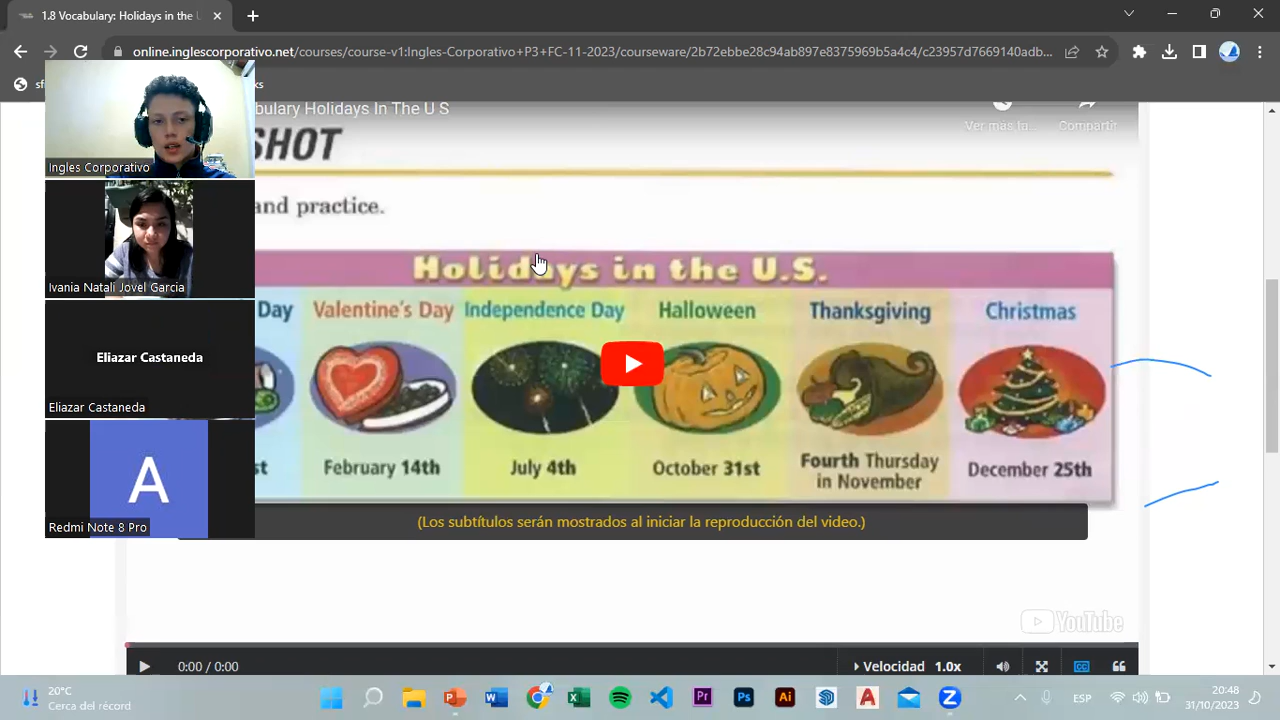 1.8 Vocabulary: Holidays in the U
online.inglescorporativo.net/courses/course-v1:Ingles-Corporativo+P3+FC-11-2023/courseware/2b72ebbe28c94ab897e8375969b5a4c4/c23957d7669140adb...
bulary Holidays In The U S
Ver más
Compartir
SHOT
and practice.
Holidays in the U.S.
Day Valentine's Day Independence Day Halloween Thanksgiving Christmas
February 14th July 4th October 31st Fourth Thursday in November December 25th
(Los subtítulos serán mostrados al iniciar la reproducción del video.)
YouTube
0:00 / 0:00 Velocidad 1.0x
Ingles Corporativo
Ivania Natali Jovel Garcia
Eliazar Castaneda
Eliazar Castaneda
A
Redmi Note 8 Pro
20°C
Cerca del récord
ESP
20:48
31/10/2023